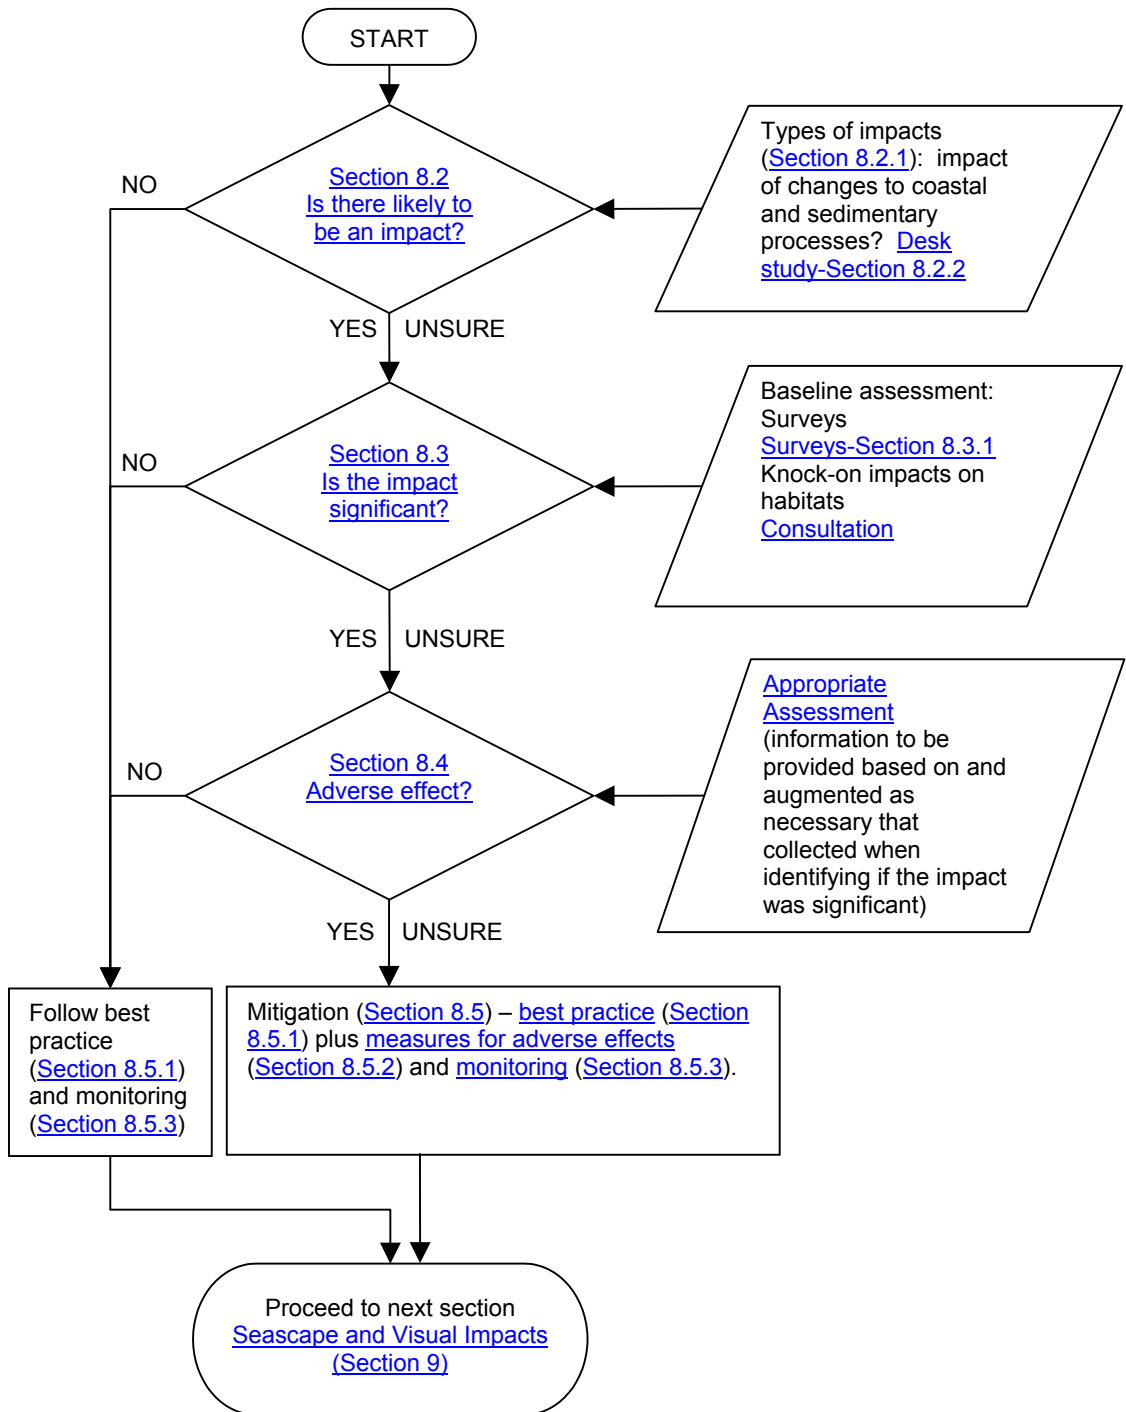 START
NO
Section 8.2
Is there likely to
be an impact?
Types of impacts
(Section 8.2.1):  impact
of changes to coastal
and sedimentary
processes?  Desk
study-Section 8.2.2
YES
UNSURE
NO
Section 8.3
Is the impact
significant?
Baseline assessment:
Surveys
Surveys-Section 8.3.1
Knock-on impacts on
habitats
Consultation
YES
UNSURE
NO
Section 8.4
Adverse effect?
Appropriate
Assessment
(information to be
provided based on and
augmented as
necessary that
collected when
identifying if the impact
was significant)
YES
UNSURE
Follow best
practice
(Section 8.5.1)
and monitoring
(Section 8.5.3)
Mitigation (Section 8.5) – best practice (Section
8.5.1) plus measures for adverse effects
(Section 8.5.2) and monitoring (Section 8.5.3).
Proceed to next section
Seascape and Visual Impacts
(Section 9)